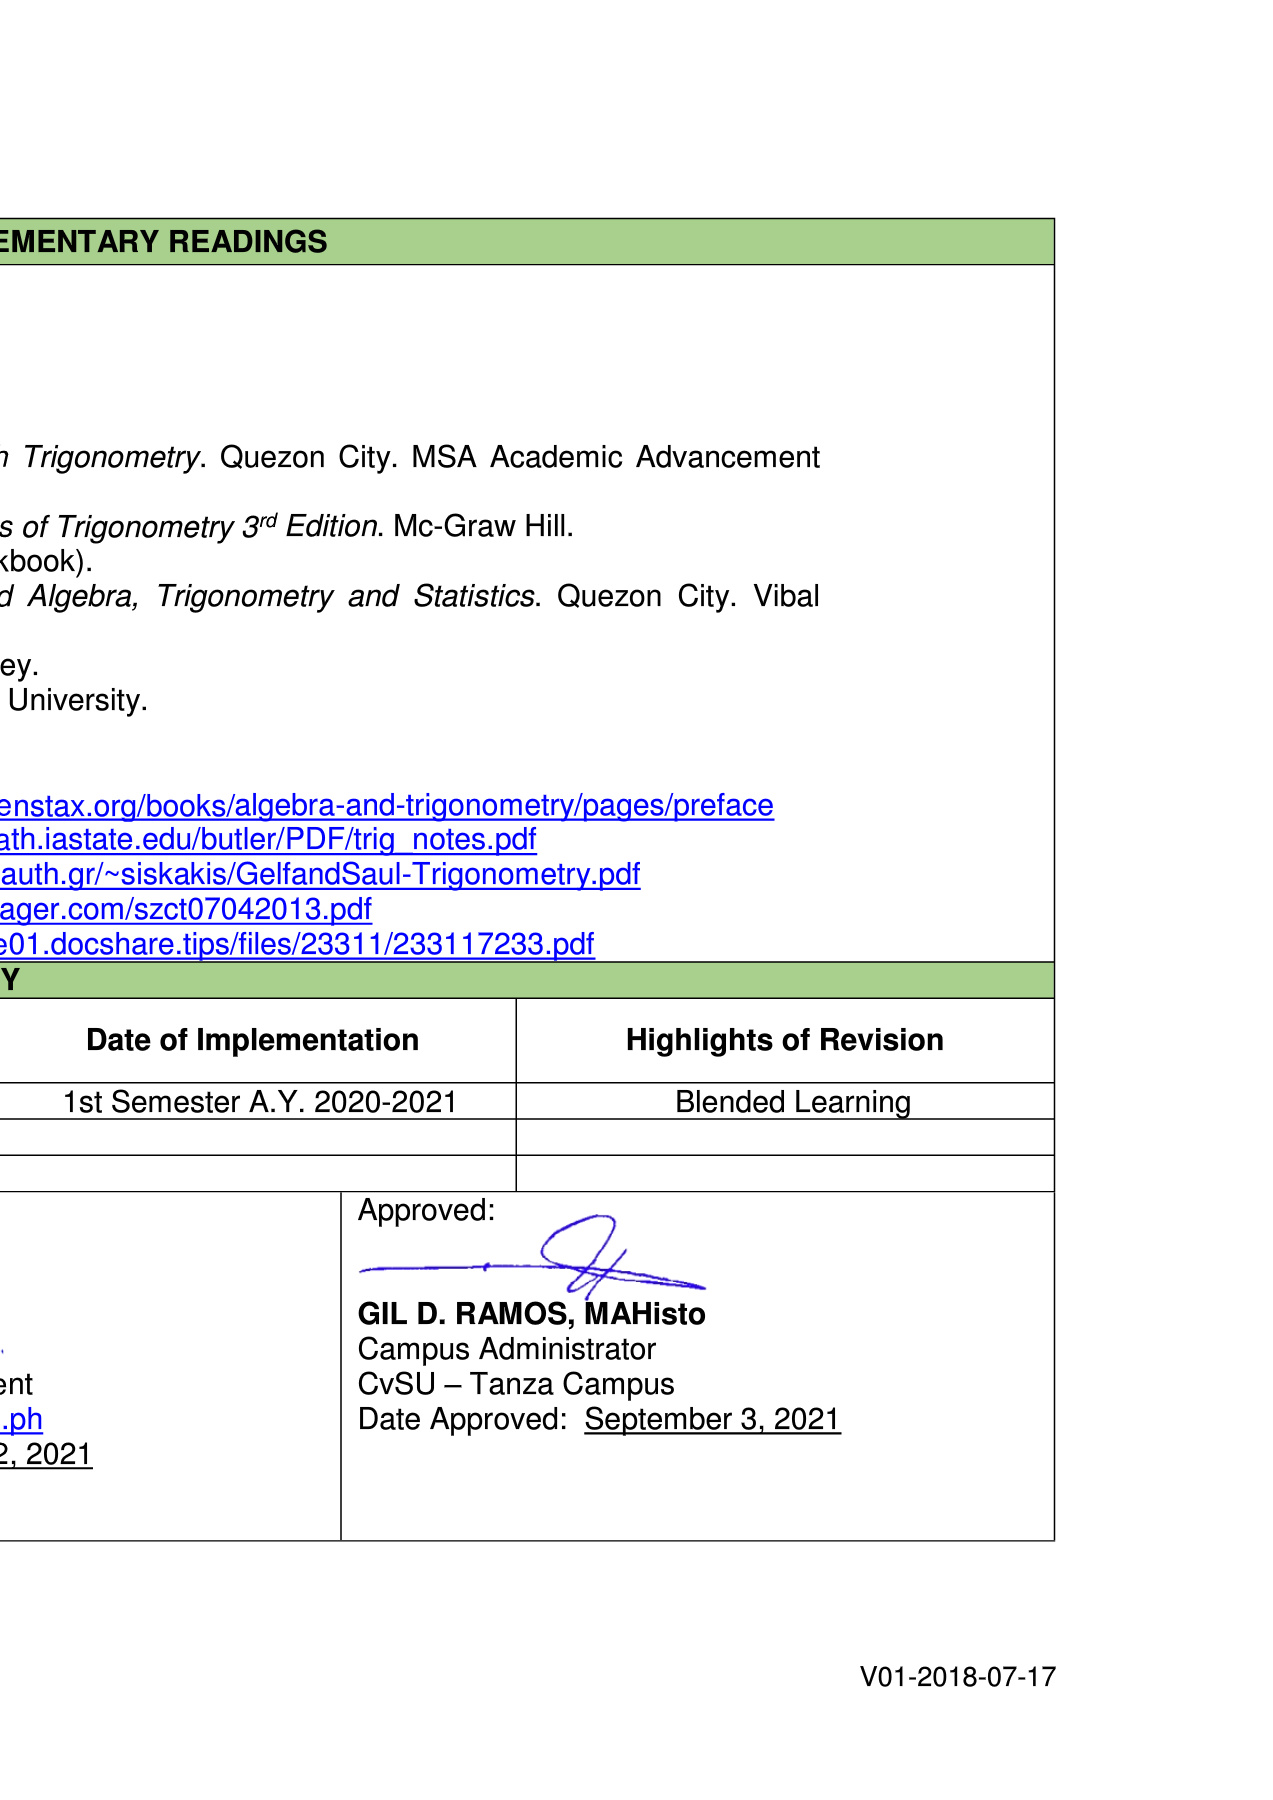 EMENTARY READINGS
h Trigonometry. Quezon City. MSA Academic Advancement
s of Trigonometry 3rd Edition. Mc-Graw Hill.
kbook).
d Algebra, Trigonometry and Statistics. Quezon City. Vibal
ey.
University.
enstax.org/books/algebra-and-trigonometry/pages/preface
ath.iastate.edu/butler/PDF/trig_notes.pdf
auth.gr/~siskakis/GelfandSaul-Trigonometry.pdf
ager.com/szct07042013.pdf
e01.docshare.tips/files/23311/233117233.pdf
Y
Date of Implementation Highlights of Revision
1st Semester A.Y. 2020-2021 Blended Learning
Approved:
GIL D. RAMOS, MAHisto
Campus Administrator
ent CvSU – Tanza Campus
.ph Date Approved: September 3, 2021
2, 2021
V01-2018-07-17